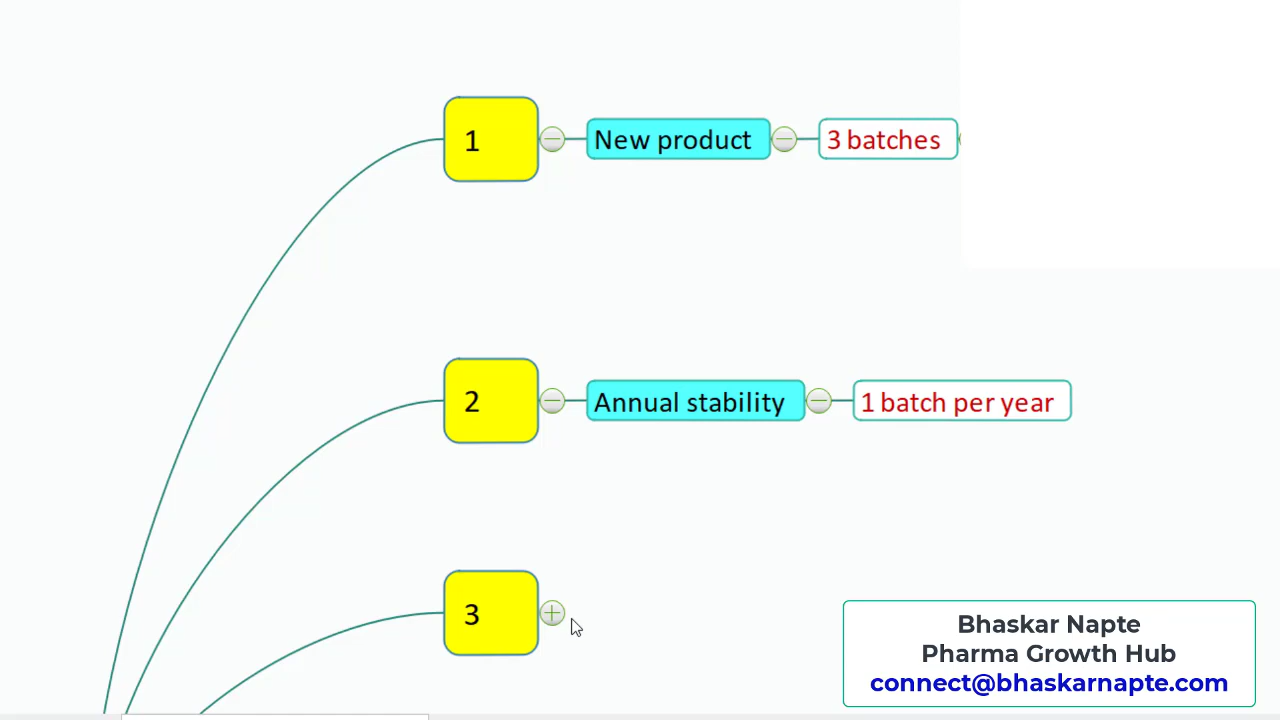 1
New product
3 batches
2
Annual stability
1 batch per year
3
Bhaskar Napte
Pharma Growth Hub
connect@bhaskarnapte.com